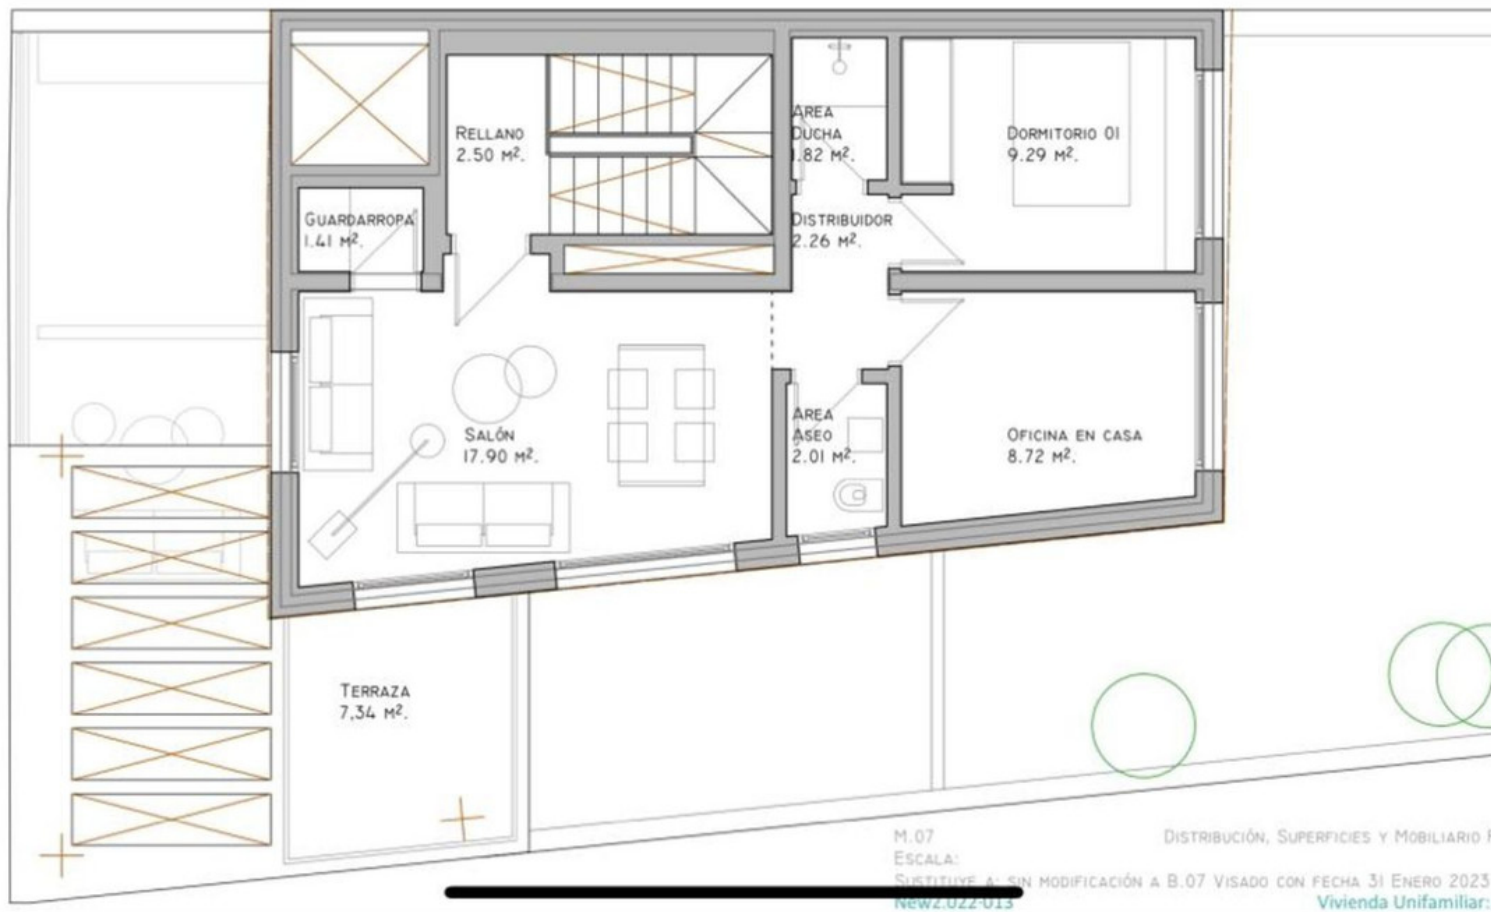 RELLANO
2.50 M².
AREA
DUCHA
1.82 M².
DORMITORIO 01
9.29 M².
GUARDARROPA
1.41 M².
DISTRIBUIDOR
2.26 M².
SALÓN
17.90 M².
AREA
ASEO
2.01 M².
OFICINA EN CASA
8.72 M².
TERRAZA
7,34 M².
M.07
DISTRIBUCIÓN, SUPERFICIES Y MOBILIARIO
ESCALA:
SUSTITUYE A: SIN MODIFICACIÓN A B.07 VISADO CON FECHA 31 ENERO 2023
New2.022-013
Vivienda Unifamiliar: